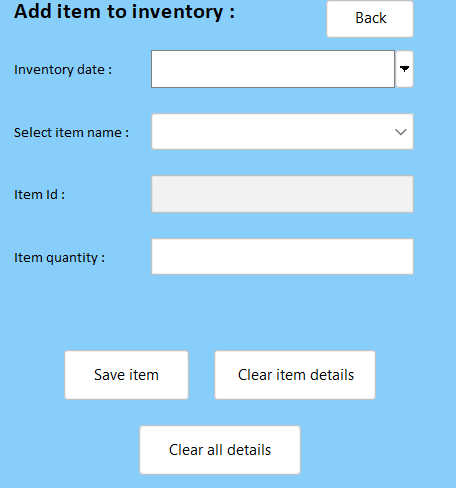 Add item to inventory :
Back
Inventory date :
Select item name :
Item Id :
Item quantity :
Save item
Clear item details
Clear all details